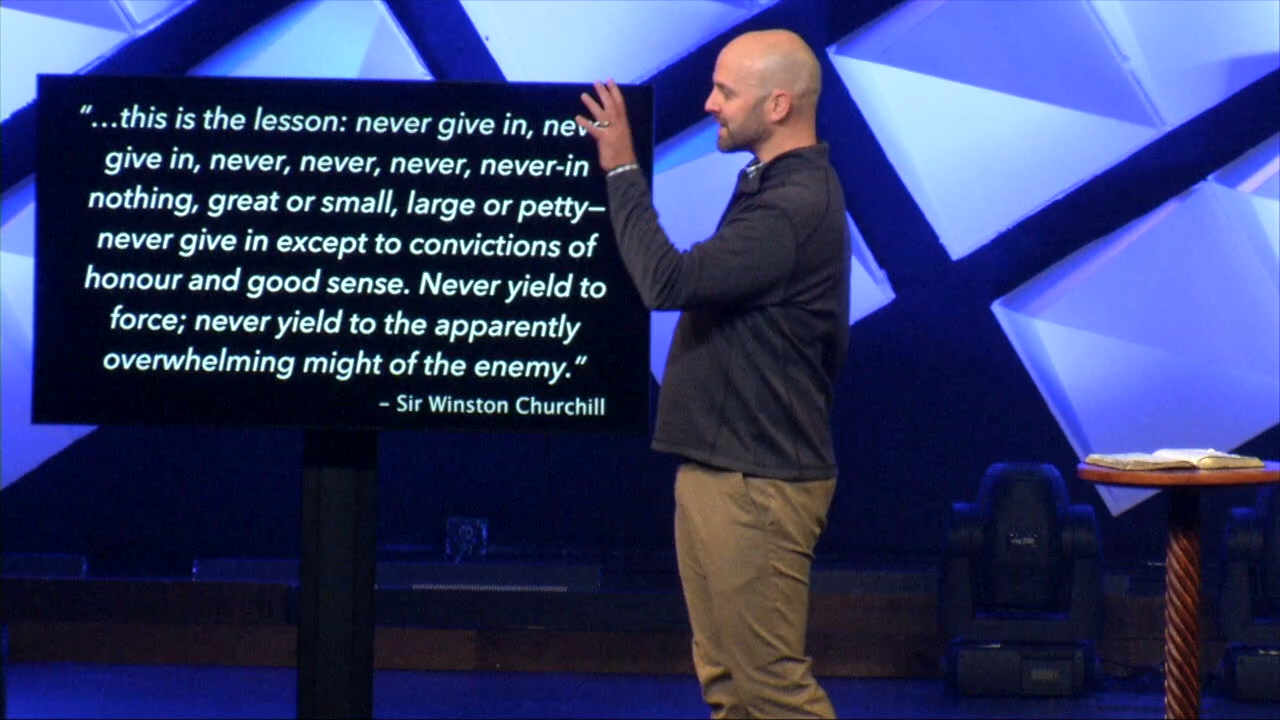 “…this is the lesson: never give in, nev
give in, never, never, never, never-in
nothing, great or small, large or petty—
never give in except to convictions of
honour and good sense. Never yield to
force; never yield to the apparently
overwhelming might of the enemy.”
– Sir Winston Churchill